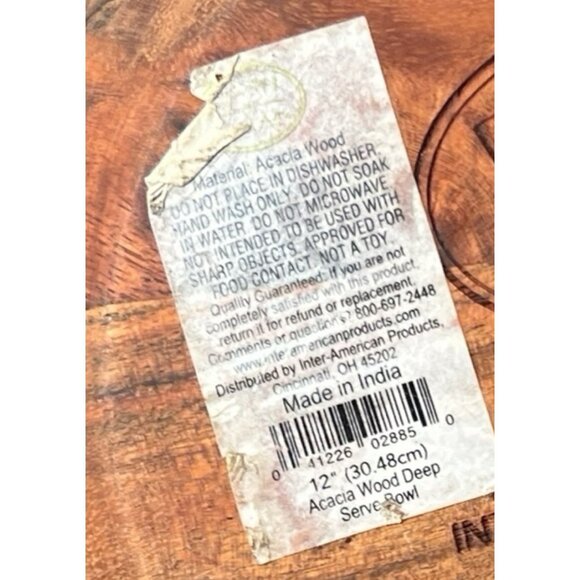 Material: Acacia Wood
DO NOT PLACE IN DISHWASHER.
HAND WASH ONLY. DO NOT SOAK
IN WATER. DO NOT MICROWAVE.
NOT INTENDED TO BE USED WITH
SHARP OBJECTS. APPROVED FOR
FOOD CONTACT. NOT A TOY.
Quality Guaranteed: If you are not
completely satisfied with this product,
return it for refund or replacement.
Comments or questions? 800-697-2448
www.interamericanproducts.com
Distributed by Inter-American Products,
Cincinnati, OH 45202
Made in India
0 41226 02885 0
12" (30.48cm)
Acacia Wood Deep
Serve Bowl
IN